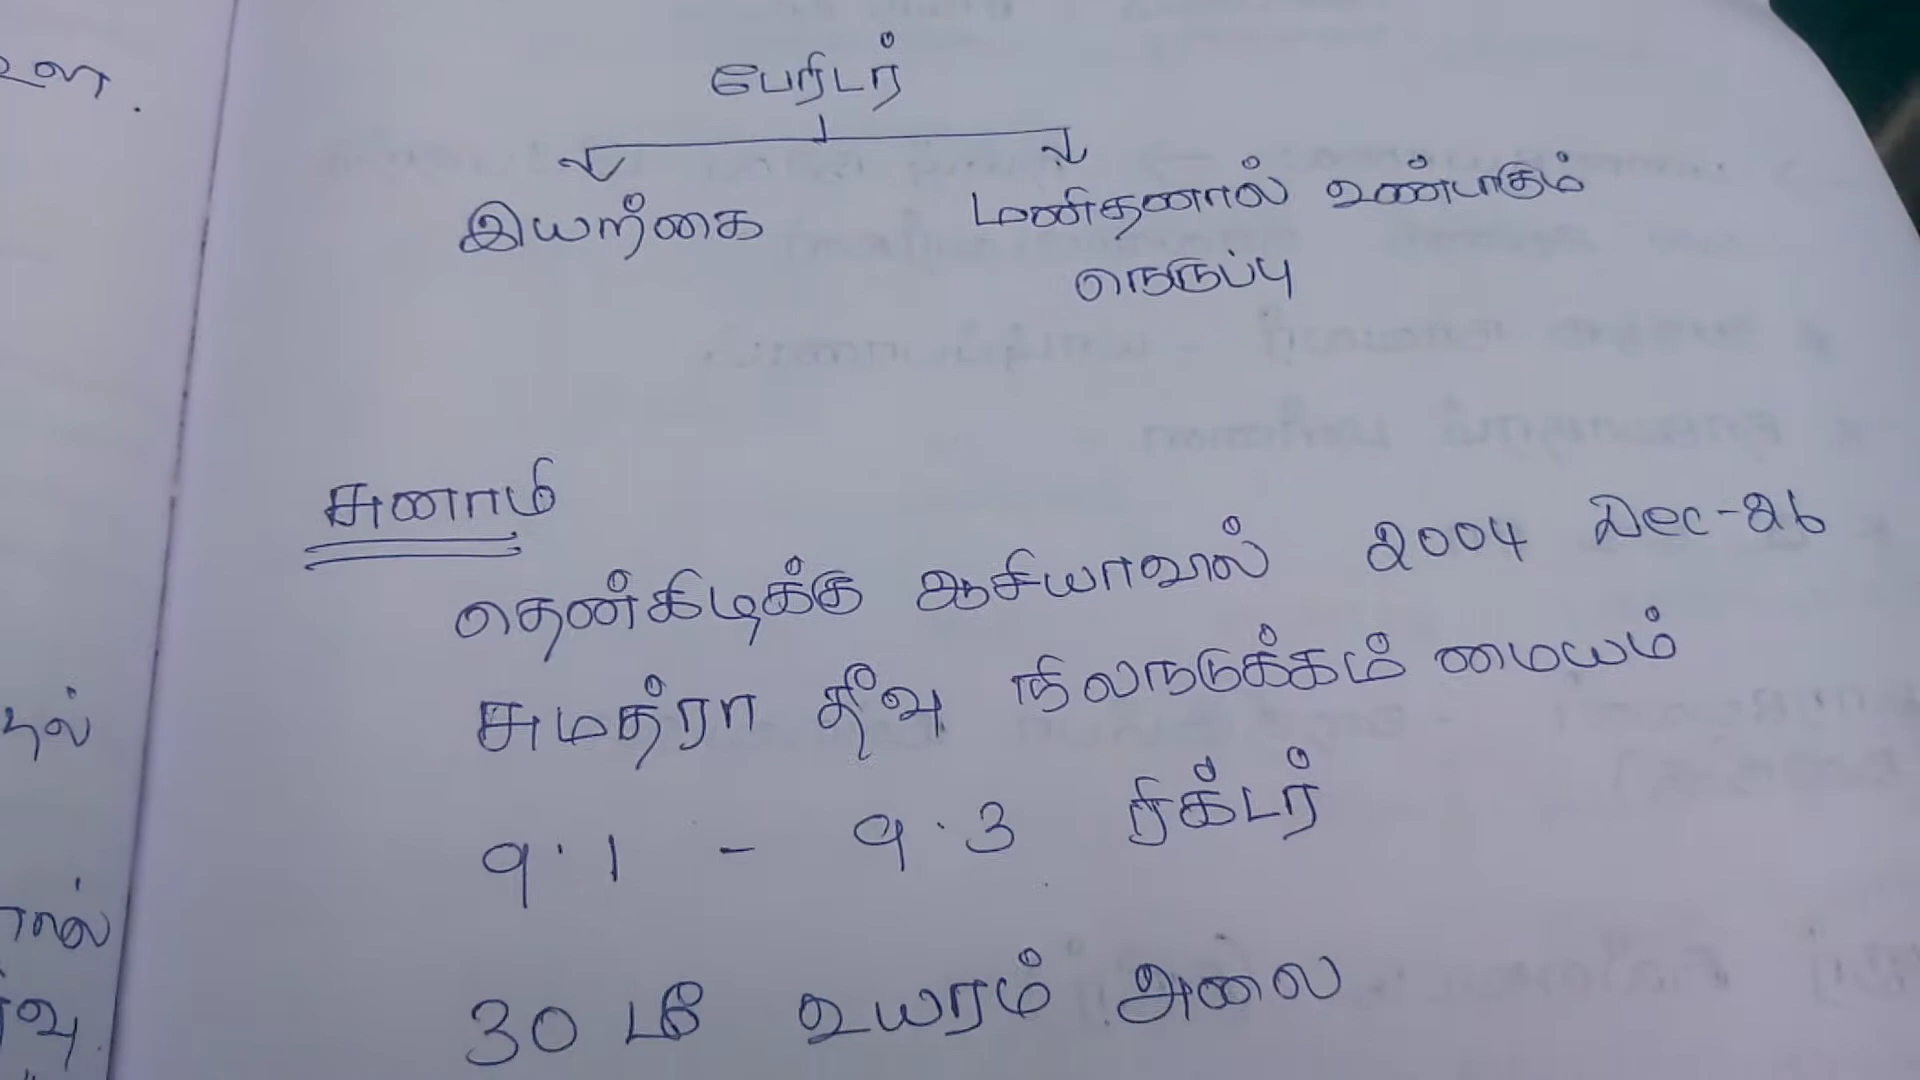 பேரிடர்
இயற்கை மனிதனால் உண்டாகும்
நெருப்பு
சுனாமி
தென்கிடிக்கு ஆசியாவில் 2004 Dec-26
சுமத்ரா தீவு நிலநடுக்கம் மையம்
9.1 - 9.3 ரிக்டர்
30 மீ உயரம் அலை